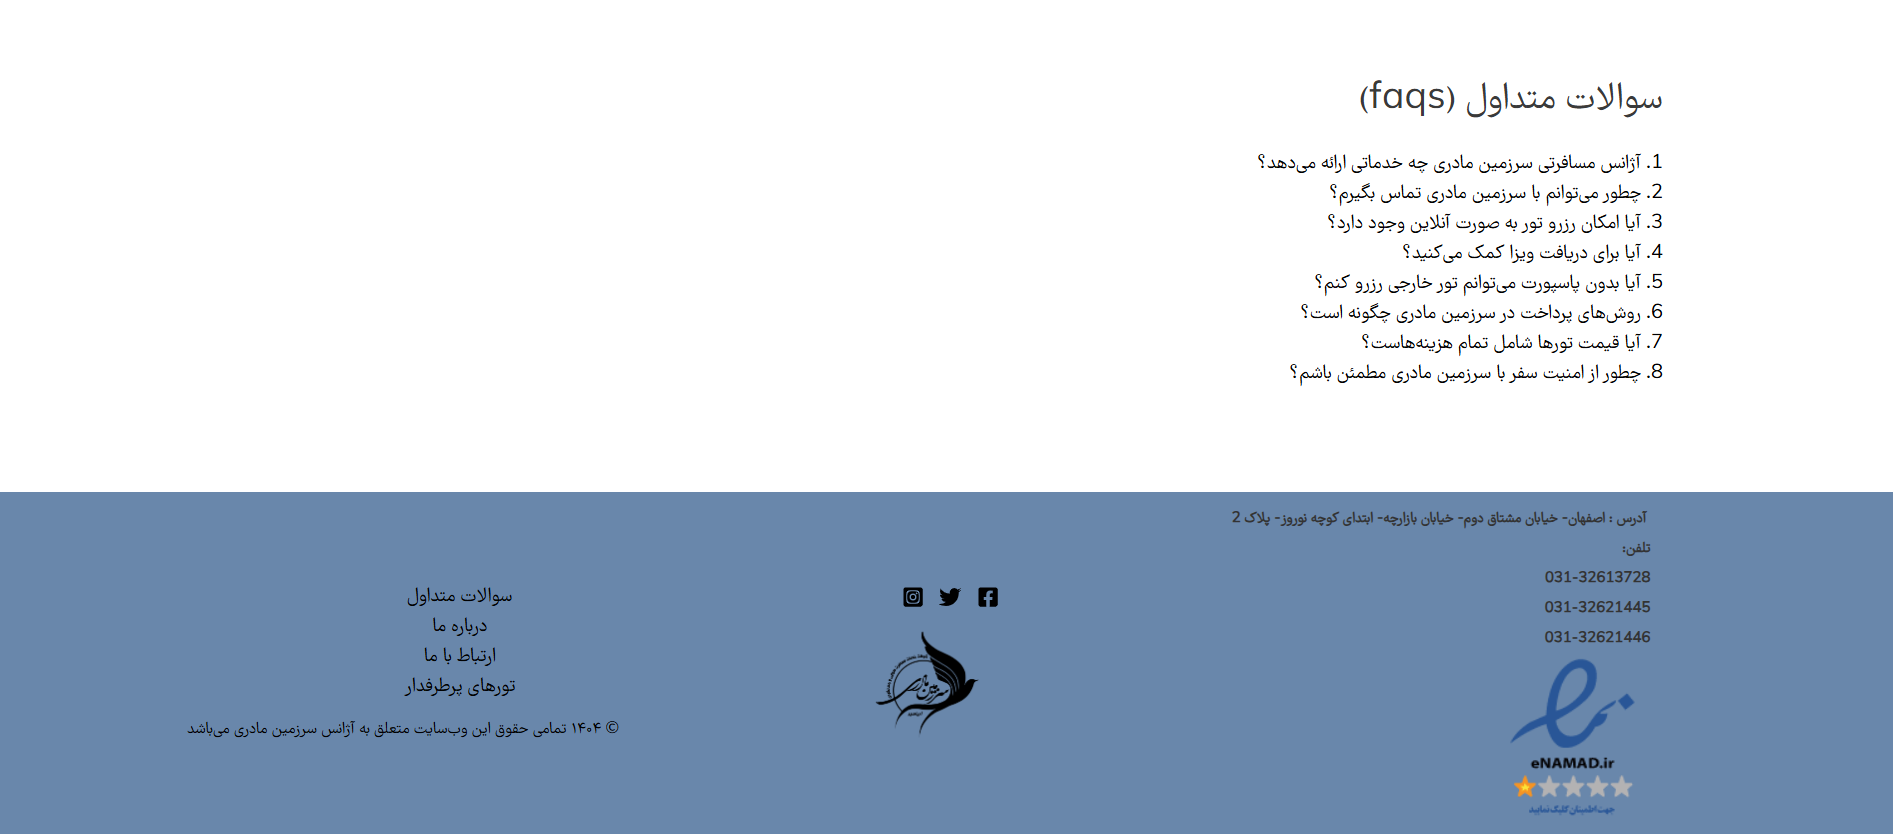 سوالات متداول (faqs)
1. آژانس مسافرتی سرزمین مادری چه خدماتی ارائه می‌دهد؟
2. چطور می‌توانم با سرزمین مادری تماس بگیرم؟
3. آیا امکان رزرو تور به صورت آنلاین وجود دارد؟
4. آیا برای دریافت ویزا کمک می‌کنید؟
5. آیا بدون پاسپورت می‌توانم تور خارجی رزرو کنم؟
6. روش‌های پرداخت در سرزمین مادری چگونه است؟
7. آیا قیمت تورها شامل تمام هزینه‌هاست؟
8. چطور از امنیت سفر با سرزمین مادری مطمئن باشم؟
آدرس : اصفهان- خیابان مشتاق دوم- خیابان بازارچه- ابتدای کوچه نوروز- پلاک 2
تلفن:
031-32613728
031-32621445
031-32621446
eNAMAD.ir
جهت اطمینان کلیک نمایید
سرزمین مادری
سوالات متداول
درباره ما
ارتباط با ما
تورهای پرطرفدار
© ۱۴۰۴ تمامی حقوق این وب‌سایت متعلق به آژانس سرزمین مادری می‌باشد